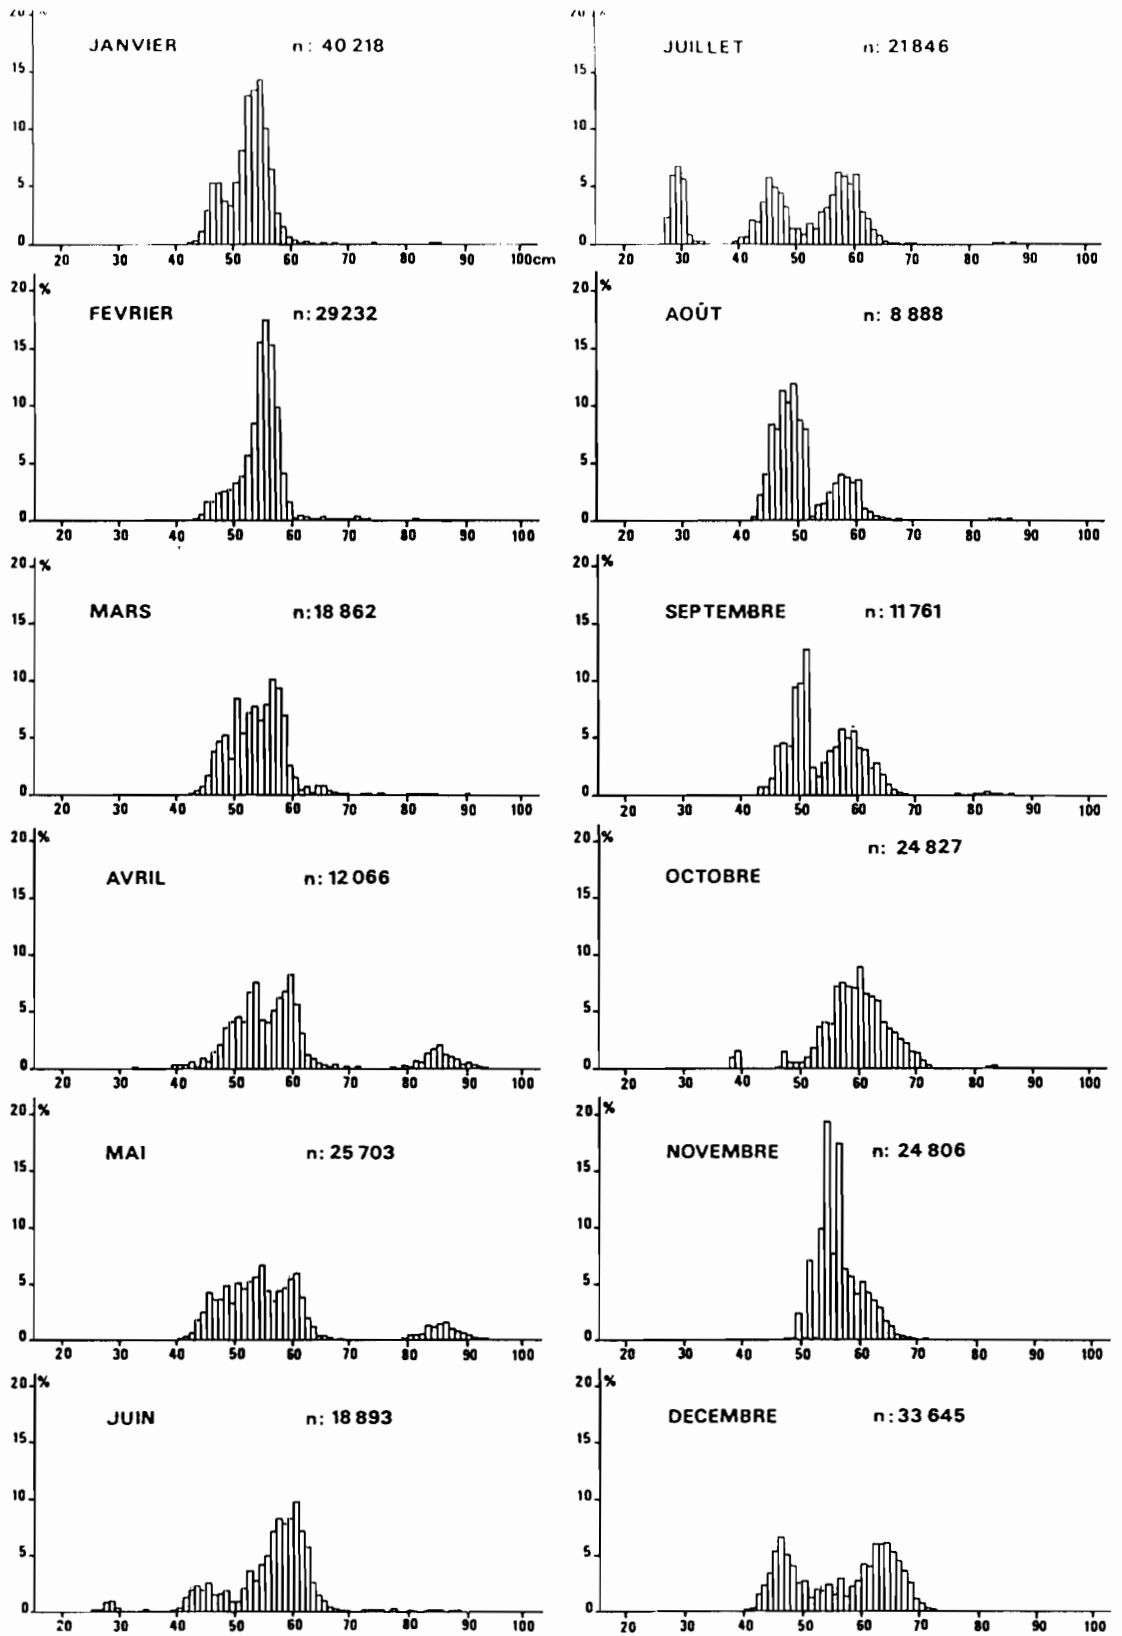 20 %
JANVIER n: 40 218
15
10
5
0
20 30 40 50 60 70 80 90 100cm
20 %
FEVRIER n: 29232
15
10
5
0
20 30 40 50 60 70 80 90 100
20 %
MARS n: 18 862
15
10
5
0
20 30 40 50 60 70 80 90 100
20 %
AVRIL n: 12 066
15
10
5
0
20 30 40 50 60 70 80 90 100
20 %
MAI n: 25 703
15
10
5
0
20 30 40 50 60 70 80 90 100
20 %
JUIN n: 18 893
15
10
5
0
20 30 40 50 60 70 80 90 100
20 %
JUILLET n: 21846
15
10
5
0
20 30 40 50 60 70 80 90 100
20 %
AOÛT n: 8 888
15
10
5
0
20 30 40 50 60 70 80 90 100
20 %
SEPTEMBRE n: 11761
15
10
5
0
20 30 40 50 60 70 80 90 100
20 %
n: 24 827
OCTOBRE
15
10
5
0
20 30 40 50 60 70 80 90 100
20 %
NOVEMBRE n: 24 806
15
10
5
0
20 30 40 50 60 70 80 90 100
20 %
DECEMBRE n: 33 645
15
10
5
0
20 30 40 50 60 70 80 90 100